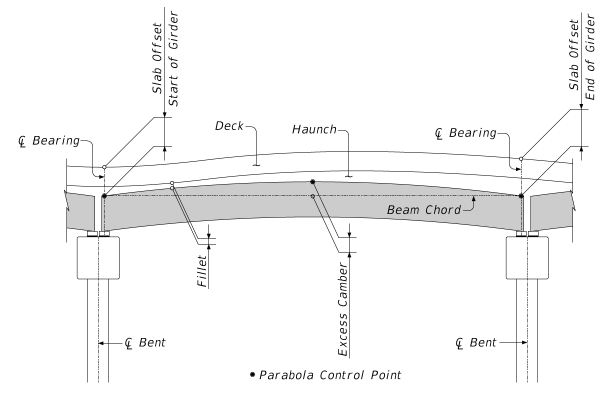 Slab Offset
Start of Girder
Slab Offset
End of Girder
℄ Bearing
Deck
Haunch
℄ Bearing
Beam Chord
Fillet
Excess Camber
℄ Bent
℄ Bent
Parabola Control Point